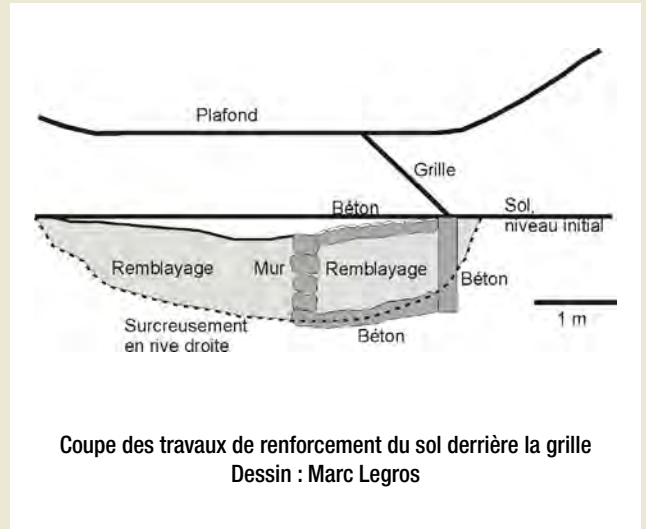 Plafond
Grille
Béton
Sol,
niveau initial
Remblayage
Mur
Remblayage
Béton
Surcreusement
en rive droite
Béton
1 m
Coupe des travaux de renforcement du sol derrière la grille
Dessin : Marc Legros